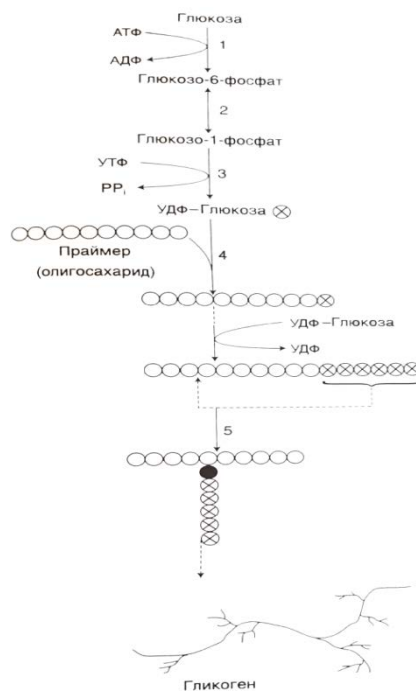 Глюкоза
АТФ
1
АДФ
Глюкозо-6-фосфат
2
Глюкозо-1-фосфат
УТФ
3
PPi
УДФ-Глюкоза
4
Праймер
(олигосахарид)
УДФ-Глюкоза
УДФ
5
Гликоген